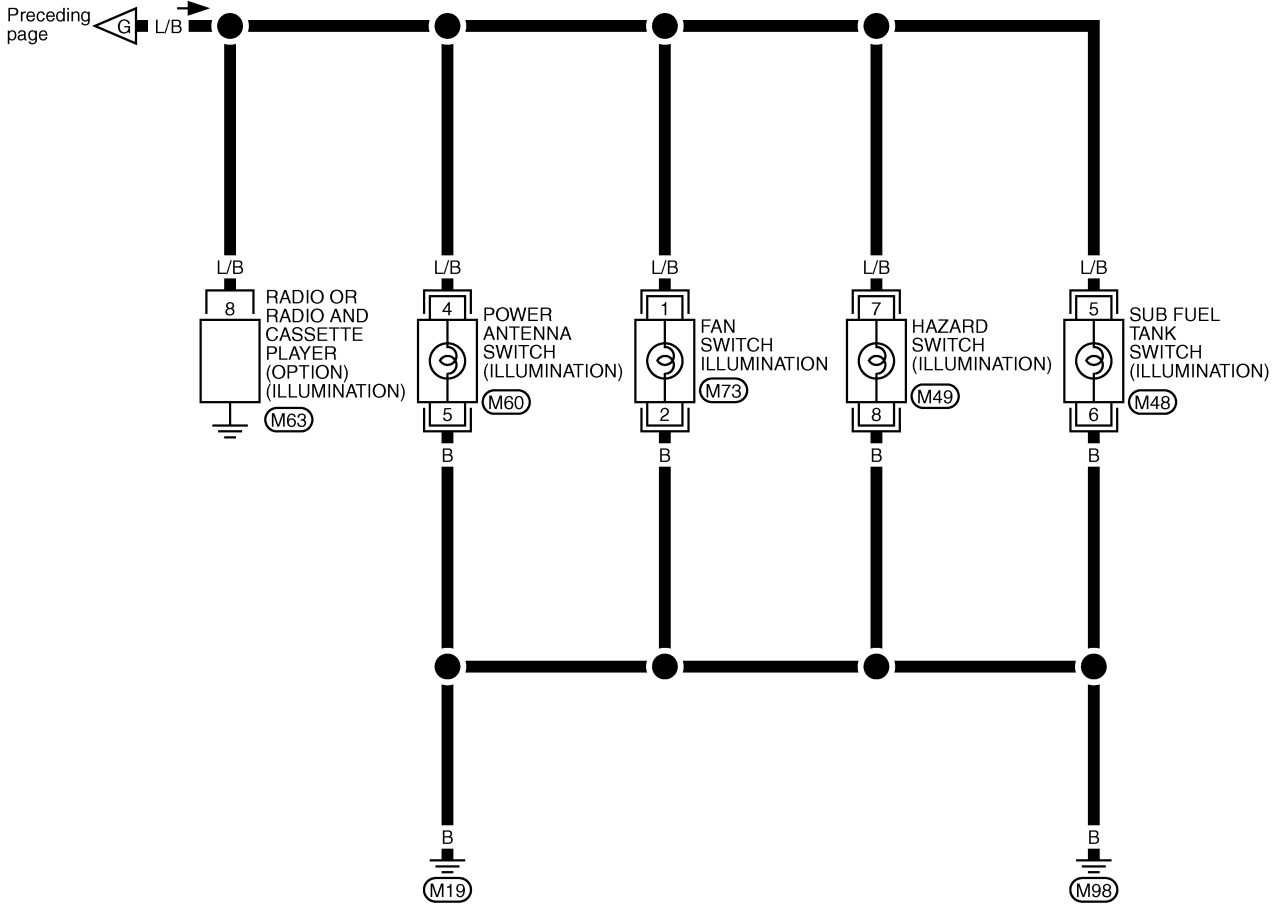 Preceding
page
G
L/B
L/B
L/B
L/B
L/B
L/B
8
RADIO OR
RADIO AND
CASSETTE
PLAYER
(OPTION)
(ILLUMINATION)
M63
4
POWER
ANTENNA
SWITCH
(ILLUMINATION)
M60
5
1
FAN
SWITCH
ILLUMINATION
M73
2
7
HAZARD
SWITCH
(ILLUMINATION)
M49
8
5
SUB FUEL
TANK
SWITCH
(ILLUMINATION)
M48
6
B
B
B
B
B
B
M19
M98